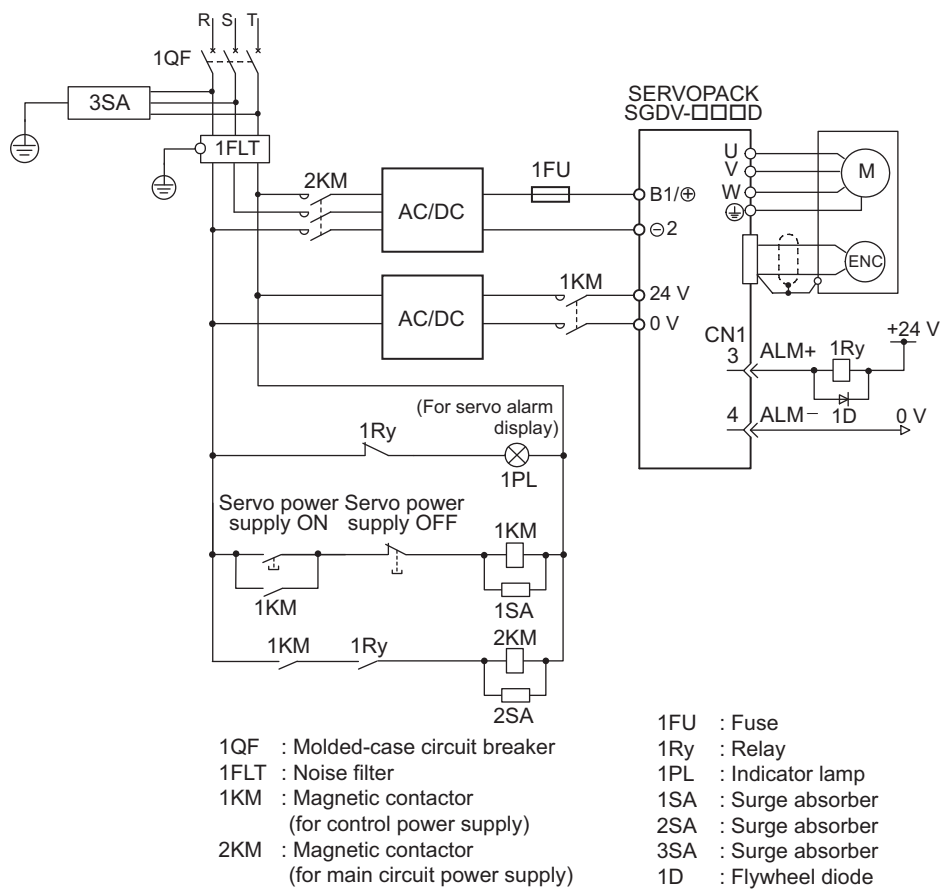 R S T
1QF
3SA
1FLT
2KM
AC/DC
1FU
SERVOPACK
SGDV-□□□D
B1/⊕
⊖2
U
V
W
M
ENC
AC/DC
1KM
24 V
0 V
CN1
3
ALM+
1Ry
+24 V
1D
4
ALM−
0 V
(For servo alarm
display)
1Ry
1PL
Servo power
supply ON
Servo power
supply OFF
1KM
1KM
1SA
1KM
1Ry
2KM
2SA
1QF : Molded-case circuit breaker
1FLT : Noise filter
1KM : Magnetic contactor
(for control power supply)
2KM : Magnetic contactor
(for main circuit power supply)
1FU : Fuse
1Ry : Relay
1PL : Indicator lamp
1SA : Surge absorber
2SA : Surge absorber
3SA : Surge absorber
1D : Flywheel diode